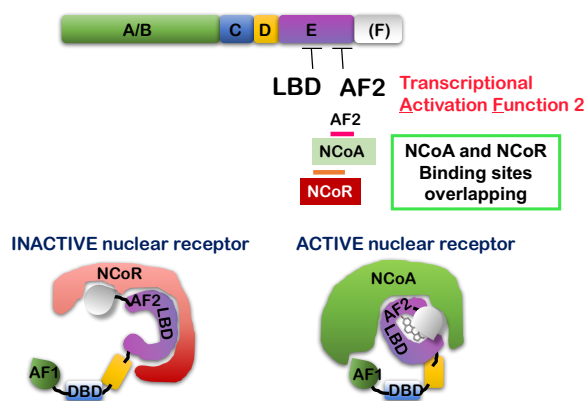 A/B C D E (F)
LBD AF2
Transcriptional
Activation Function 2
AF2
NCoA
NCoR
NCoA and NCoR
Binding sites
overlapping
INACTIVE nuclear receptor
NCoR
AF2
LBD
AF1
DBD
ACTIVE nuclear receptor
NCoA
AF2
LBD
AF1
DBD